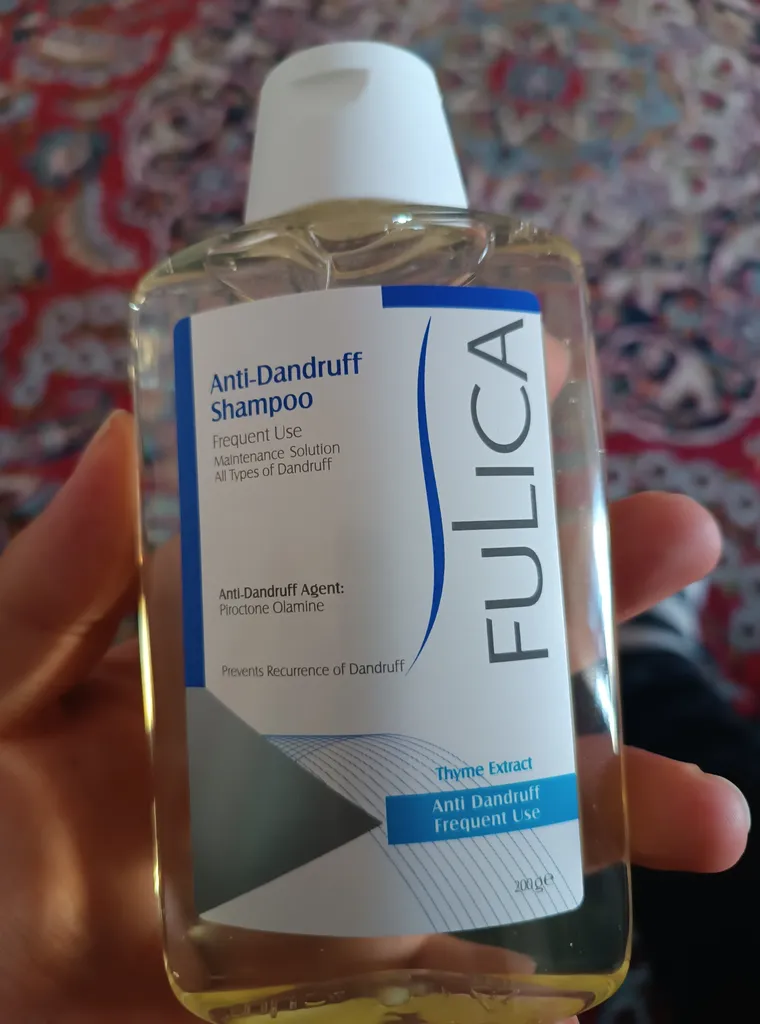 Anti-Dandruff
Shampoo
Frequent Use
Maintenance Solution
All Types of Dandruff
Anti-Dandruff Agent:
Piroctone Olamine
Prevents Recurrence of Dandruff
FULICA
Thyme Extract
Anti Dandruff
Frequent Use
200g℮